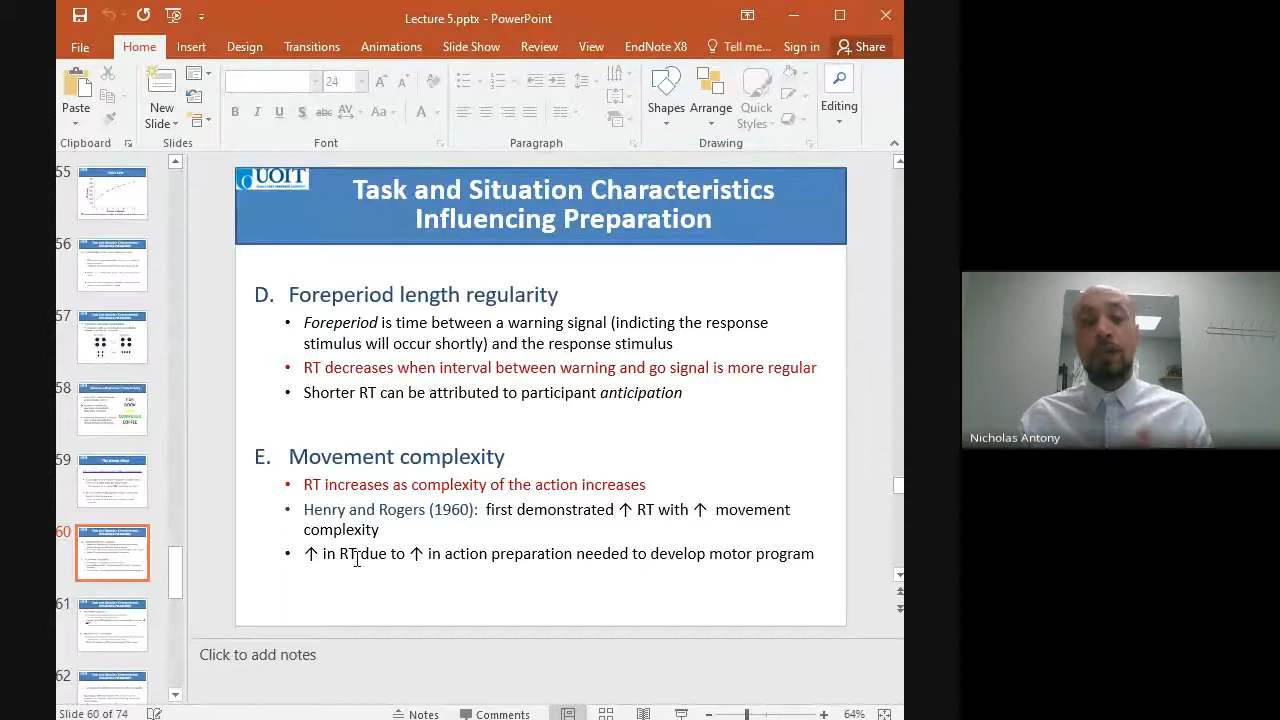 Lecture 5.pptx - PowerPoint
File Home Insert Design Transitions Animations Slide Show Review View EndNote X8 Tell me... Sign in Share
24
Paste
New
Slide
Shapes
Arrange
Quick
Styles
Editing
B I U S abc AV Aa A
Clipboard Slides Font Paragraph Drawing
55
56
57
58
59
60
61
62
UOIT
Task and Situation Characteristics
Influencing Preparation
D. Foreperiod length regularity
Foreperiod: time between a warning signal (indicating the response
stimulus will occur shortly) and the response stimulus
• RT decreases when interval between warning and go signal is more regular
• Shorter RT can be attributed to participant anticipation
E. Movement complexity
• RT increases as complexity of the action increases
• Henry and Rogers (1960): first demonstrated ↑ RT with ↑ movement
complexity
• ↑ in RT due to ↑ in action preparation needed to develop motor program
Click to add notes
Slide 60 of 74 Notes Comments 64%
Nicholas Antony